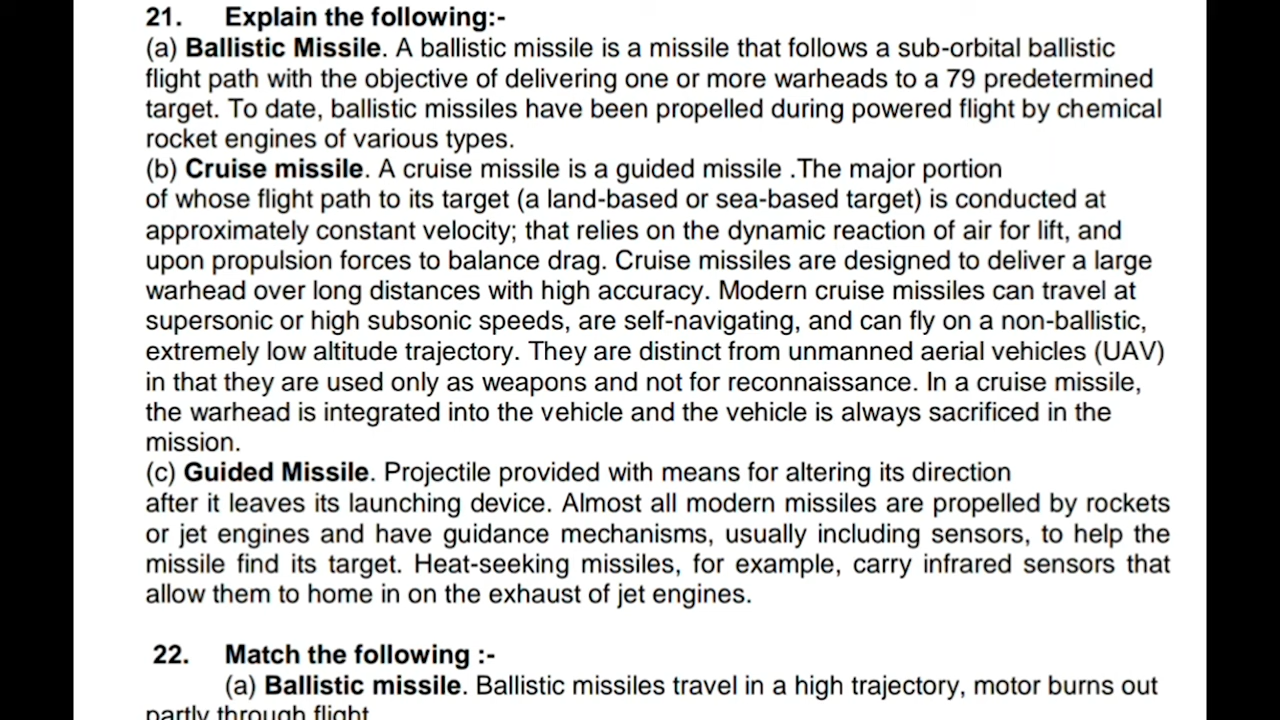 21. Explain the following:-
(a) Ballistic Missile. A ballistic missile is a missile that follows a sub-orbital ballistic
flight path with the objective of delivering one or more warheads to a 79 predetermined
target. To date, ballistic missiles have been propelled during powered flight by chemical
rocket engines of various types.
(b) Cruise missile. A cruise missile is a guided missile .The major portion
of whose flight path to its target (a land-based or sea-based target) is conducted at
approximately constant velocity; that relies on the dynamic reaction of air for lift, and
upon propulsion forces to balance drag. Cruise missiles are designed to deliver a large
warhead over long distances with high accuracy. Modern cruise missiles can travel at
supersonic or high subsonic speeds, are self-navigating, and can fly on a non-ballistic,
extremely low altitude trajectory. They are distinct from unmanned aerial vehicles (UAV)
in that they are used only as weapons and not for reconnaissance. In a cruise missile,
the warhead is integrated into the vehicle and the vehicle is always sacrificed in the
mission.
(c) Guided Missile. Projectile provided with means for altering its direction
after it leaves its launching device. Almost all modern missiles are propelled by rockets
or jet engines and have guidance mechanisms, usually including sensors, to help the
missile find its target. Heat-seeking missiles, for example, carry infrared sensors that
allow them to home in on the exhaust of jet engines.
22. Match the following :-
(a) Ballistic missile. Ballistic missiles travel in a high trajectory, motor burns out
partly through flight